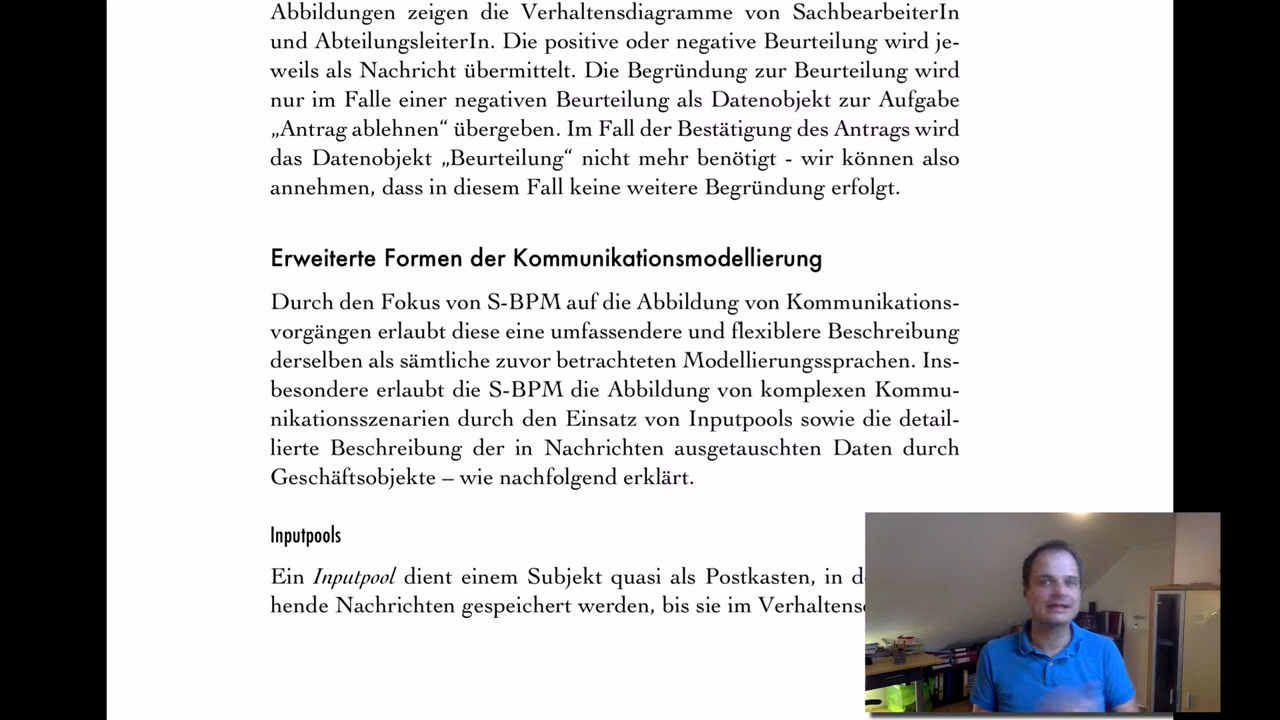 Abbildungen zeigen die Verhaltensdiagramme von SachbearbeiterIn
und AbteilungsleiterIn. Die positive oder negative Beurteilung wird je-
weils als Nachricht übermittelt. Die Begründung zur Beurteilung wird
nur im Falle einer negativen Beurteilung als Datenobjekt zur Aufgabe
„Antrag ablehnen“ übergeben. Im Fall der Bestätigung des Antrags wird
das Datenobjekt „Beurteilung“ nicht mehr benötigt - wir können also
annehmen, dass in diesem Fall keine weitere Begründung erfolgt.
Erweiterte Formen der Kommunikationsmodellierung
Durch den Fokus von S-BPM auf die Abbildung von Kommunikations-
vorgängen erlaubt diese eine umfassendere und flexiblere Beschreibung
derselben als sämtliche zuvor betrachteten Modellierungssprachen. Ins-
besondere erlaubt die S-BPM die Abbildung von komplexen Kommu-
nikationsszenarien durch den Einsatz von Inputpools sowie die detail-
lierte Beschreibung der in Nachrichten ausgetauschten Daten durch
Geschäftsobjekte – wie nachfolgend erklärt.
Inputpools
Ein Inputpool dient einem Subjekt quasi als Postkasten, in
hende Nachrichten gespeichert werden, bis sie im